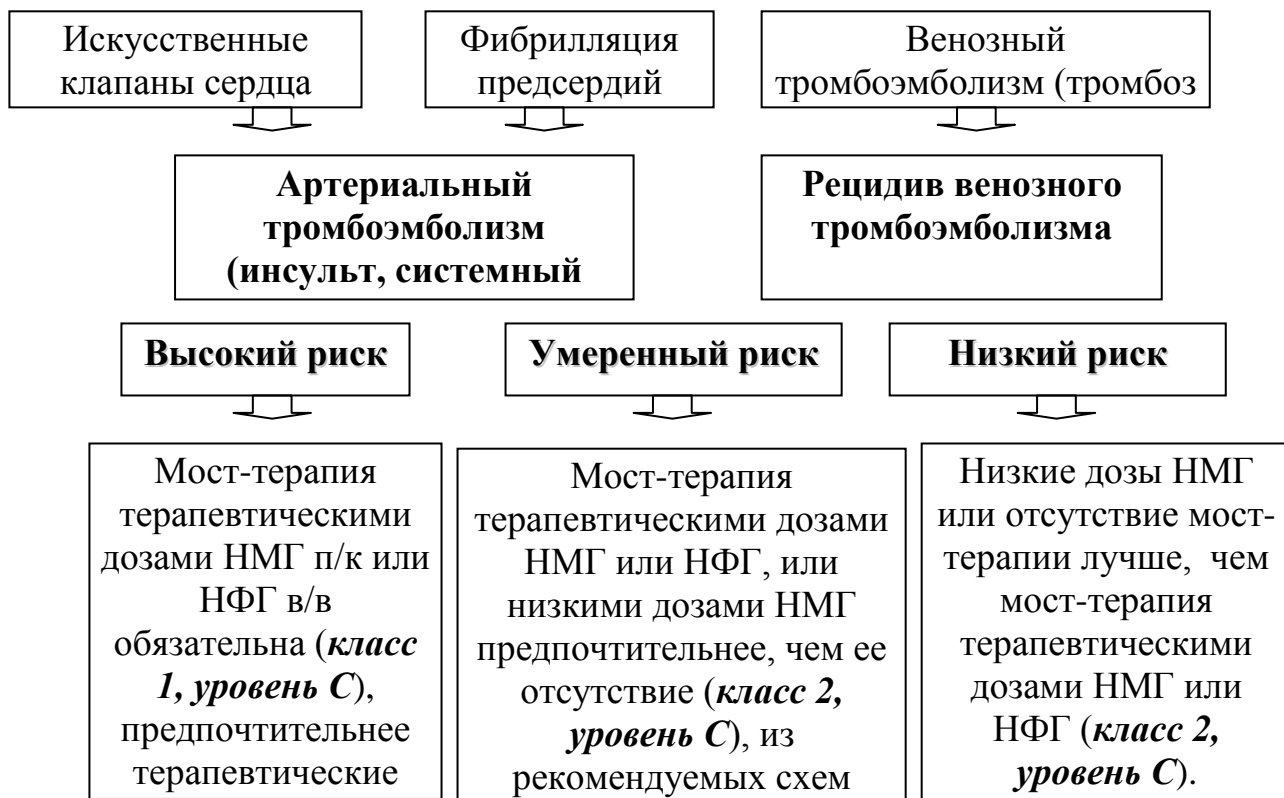 Искусственные
клапаны сердца
Фибрилляция
предсердий
Венозный
тромбоэмболизм (тромбоз
Артериальный
тромбоэмболизм
(инсульт, системный
Рецидив венозного
тромбоэмболизма
Высокий риск
Умеренный риск
Низкий риск
Мост-терапия
терапевтическими
дозами НМГ п/к или
НФГ в/в
обязательна (класс
1, уровень С),
предпочтительнее
терапевтические
Мост-терапия
терапевтическими дозами
НМГ или НФГ, или
низкими дозами НМГ
предпочтительнее, чем ее
отсутствие (класс 2,
уровень С), из
рекомендуемых схем
Низкие дозы НМГ
или отсутствие мост-
терапии лучше, чем
мост-терапия
терапевтическими
дозами НМГ или
НФГ (класс 2,
уровень С).